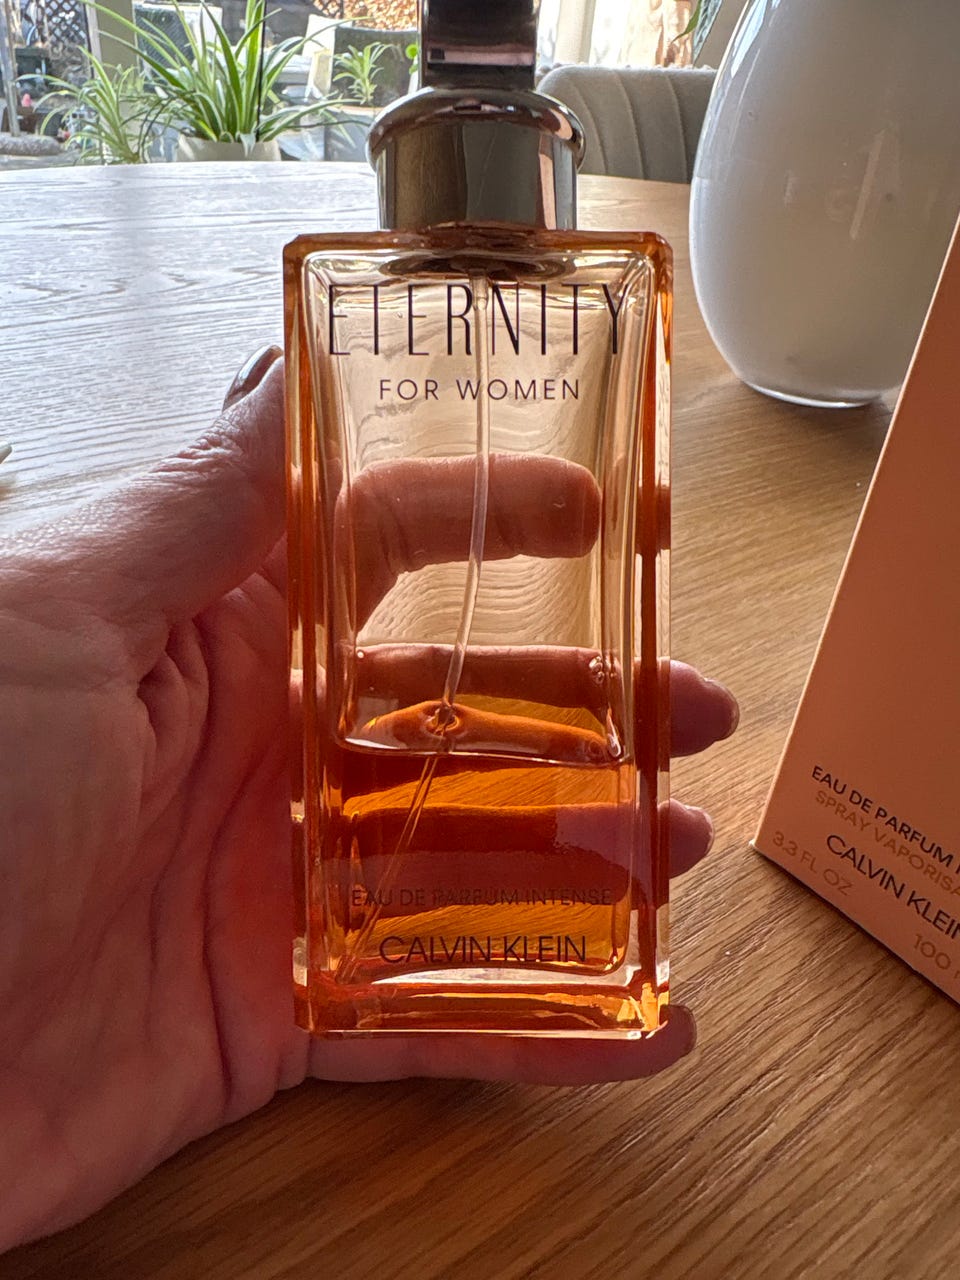 ETERNITY
FOR WOMEN
EAU DE PARFUM INTENSE
CALVIN KLEIN
EAU DE PARFUM
SPRAY VAPORISA
3.3 FL OZ
CALVIN KLEIN
100